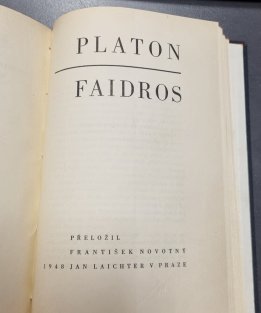 PLATON
FAIDROS
PŘELOŽIL
FRANTIŠEK NOVOTNÝ
1948 JAN LAICHTER V PRAZE